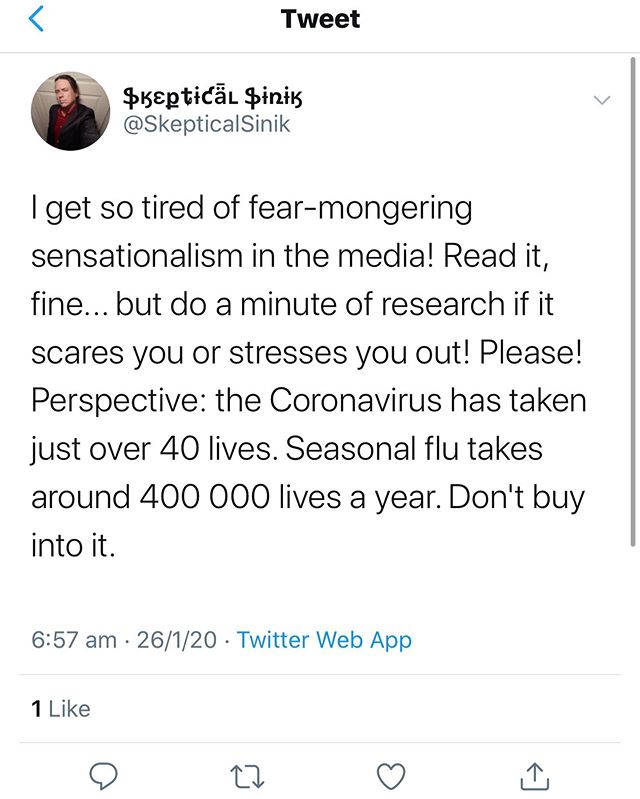 Tweet
$ҝεքtίƈǟʟ $iռiҝ
@SkepticalSinik
I get so tired of fear-mongering
sensationalism in the media! Read it,
fine... but do a minute of research if it
scares you or stresses you out! Please!
Perspective: the Coronavirus has taken
just over 40 lives. Seasonal flu takes
around 400 000 lives a year. Don't buy
into it.
6:57 am · 26/1/20 · Twitter Web App
1 Like